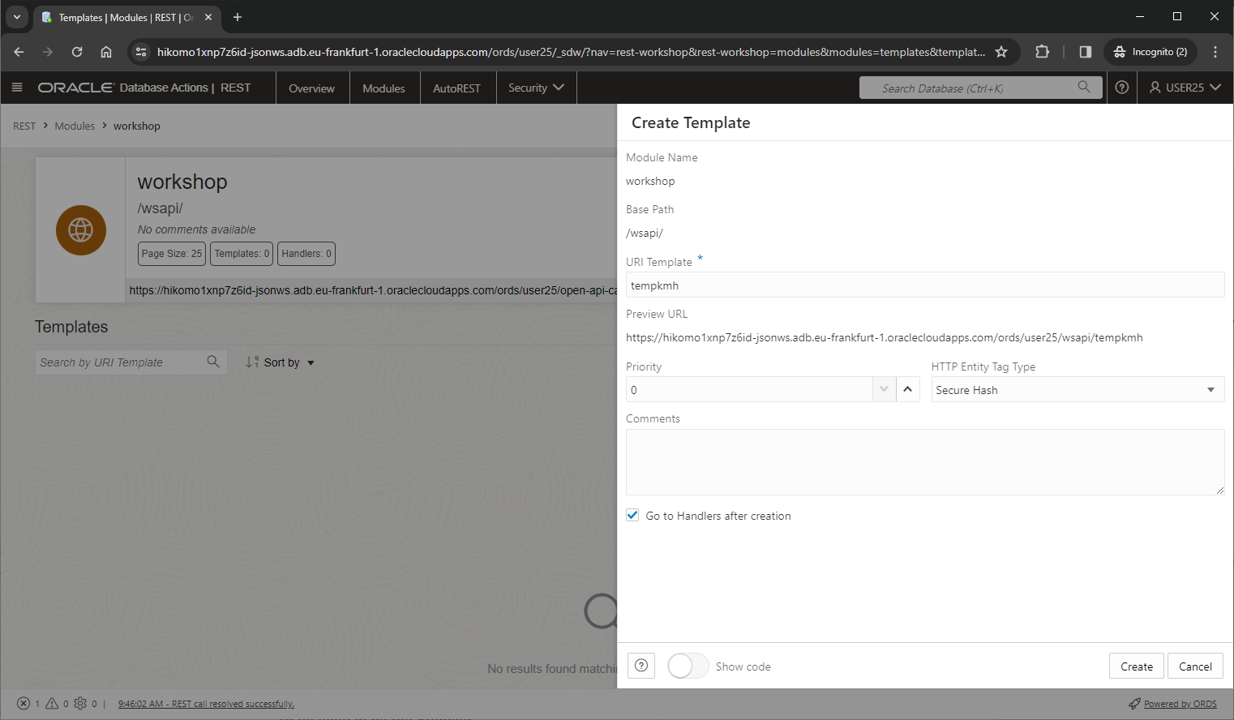 Templates | Modules | REST | Or
hikomo1xnp7z6id-jsonws.adb.eu-frankfurt-1.oraclecloudapps.com/ords/user25/_sdw/?nav=rest-workshop&rest-workshop=modules&modules=templates&templat...
Incognito (2)
ORACLE Database Actions | REST
Overview
Modules
AutoREST
Security
Search Database (Ctrl+K)
USER25
REST > Modules > workshop
workshop
/wsapi/
No comments available
Page Size: 25
Templates: 0
Handlers: 0
https://hikomo1xnp7z6id-jsonws.adb.eu-frankfurt-1.oraclecloudapps.com/ords/user25/open-api-ca
Templates
Search by URI Template
Sort by
No results found matchin
Create Template
Module Name
workshop
Base Path
/wsapi/
URI Template *
tempkmh
Preview URL
https://hikomo1xnp7z6id-jsonws.adb.eu-frankfurt-1.oraclecloudapps.com/ords/user25/wsapi/tempkmh
Priority
HTTP Entity Tag Type
0
Secure Hash
Comments
Go to Handlers after creation
Show code
Create
Cancel
1
0
0 |
9:46:02 AM - REST call resolved successfully.
Powered by ORDS